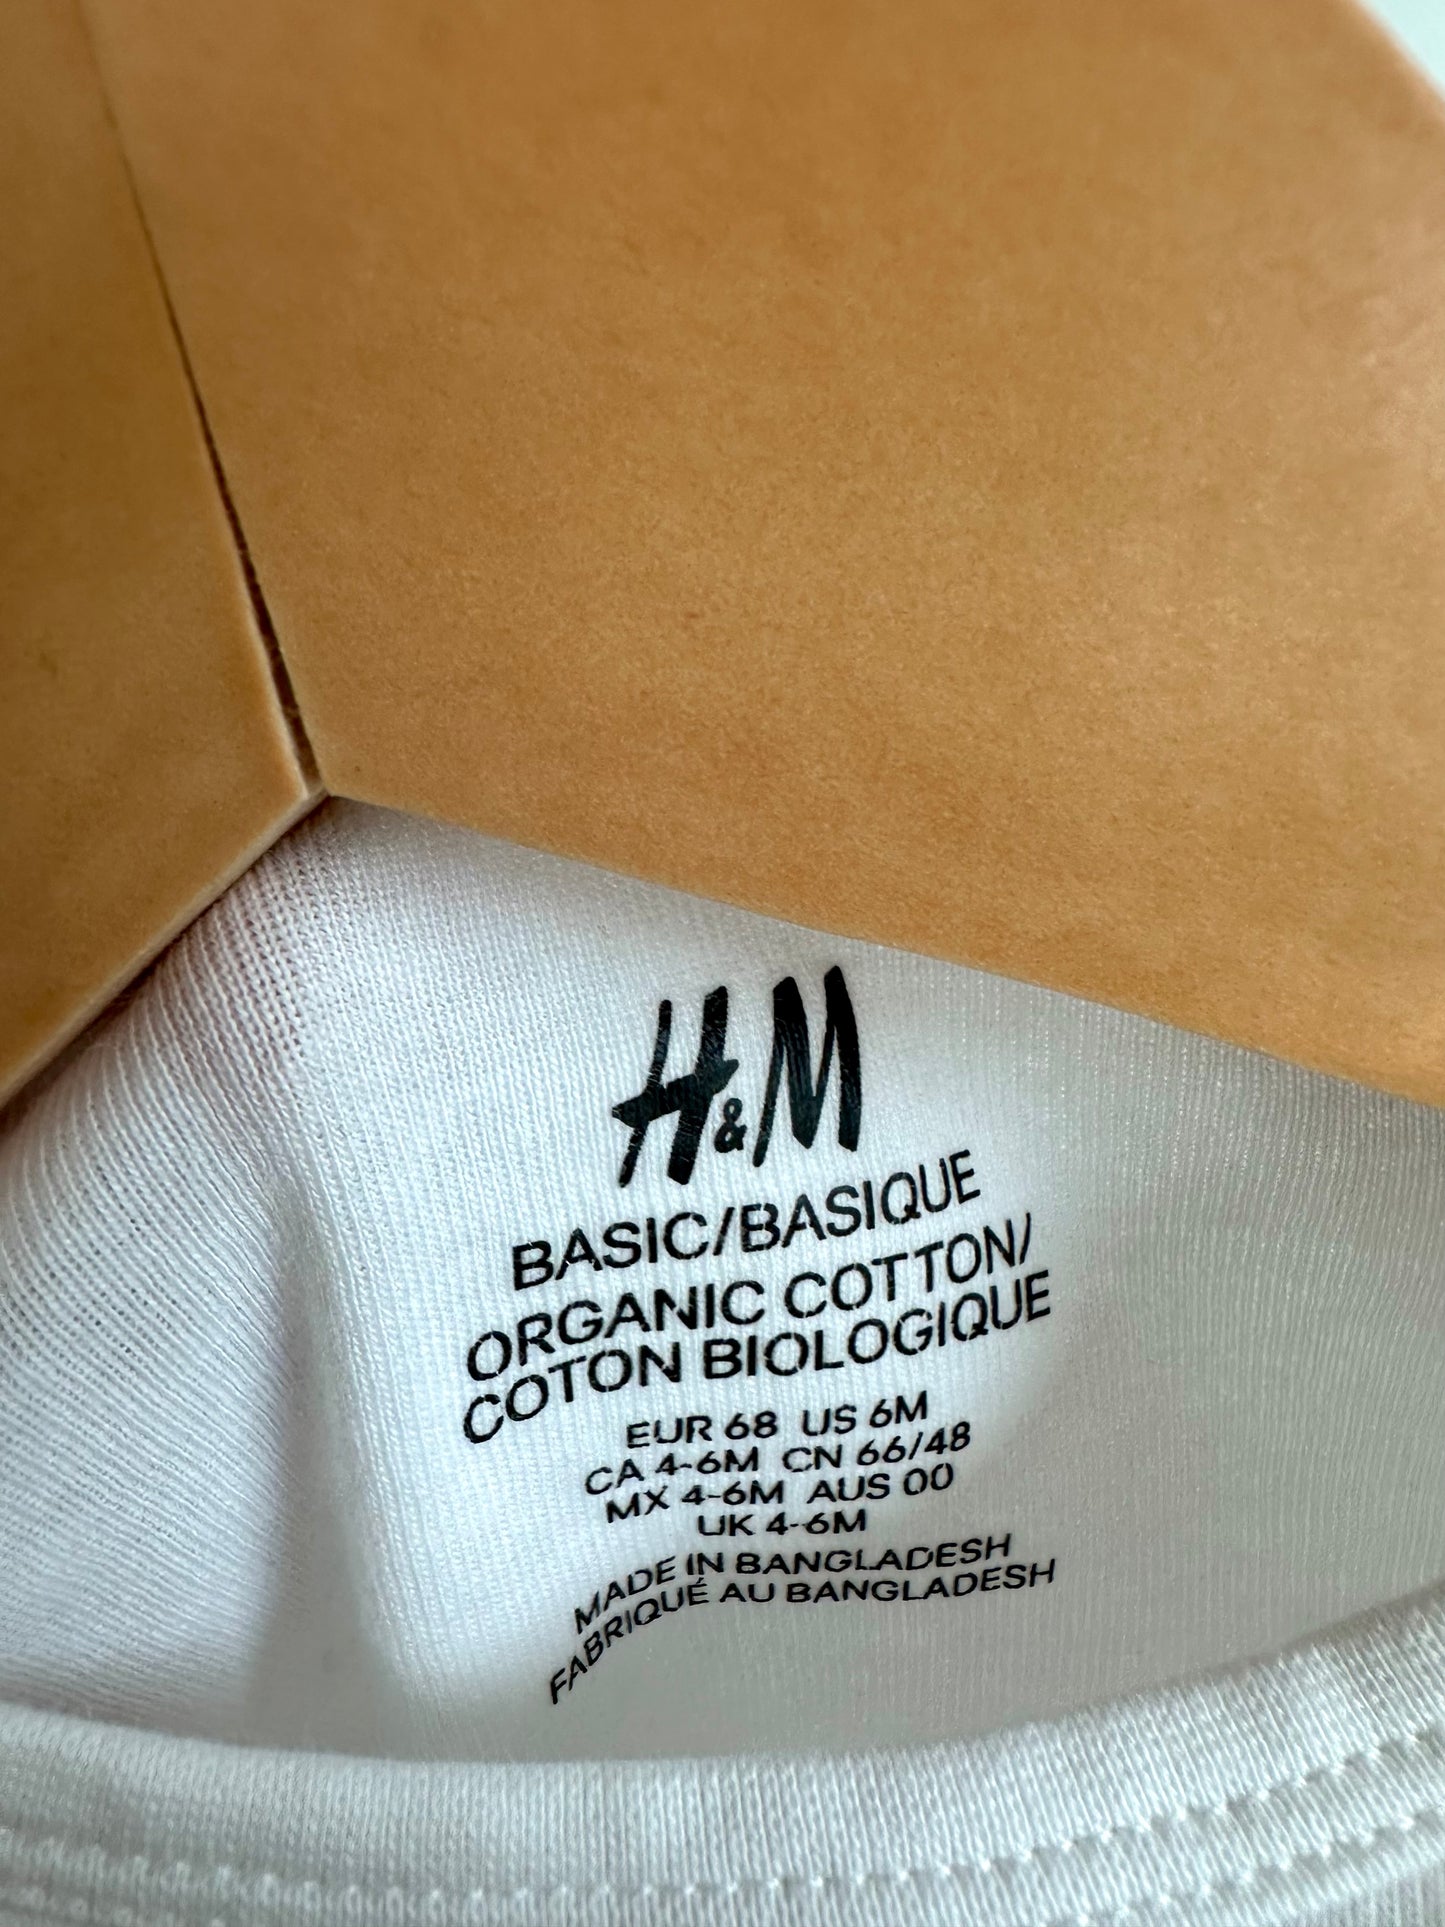 H&M
BASIC/BASIQUE
ORGANIC COTTON/
COTON BIOLOGIQUE
EUR 68 US 6M
CA 4-6M CN 66/48
MX 4-6M AUS 00
UK 4-6M
MADE IN BANGLADESH
FABRIQUÉ AU BANGLADESH